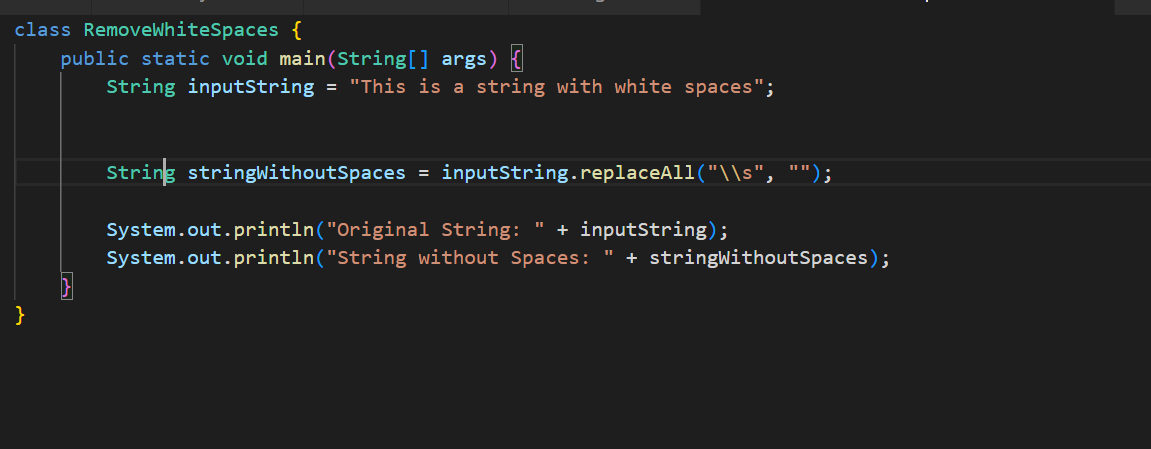 class RemoveWhiteSpaces {
    public static void main(String[] args) {
        String inputString = "This is a string with white spaces";
        String stringWithoutSpaces = inputString.replaceAll("\\s", "");
        System.out.println("Original String: " + inputString);
        System.out.println("String without Spaces: " + stringWithoutSpaces);
    }
}